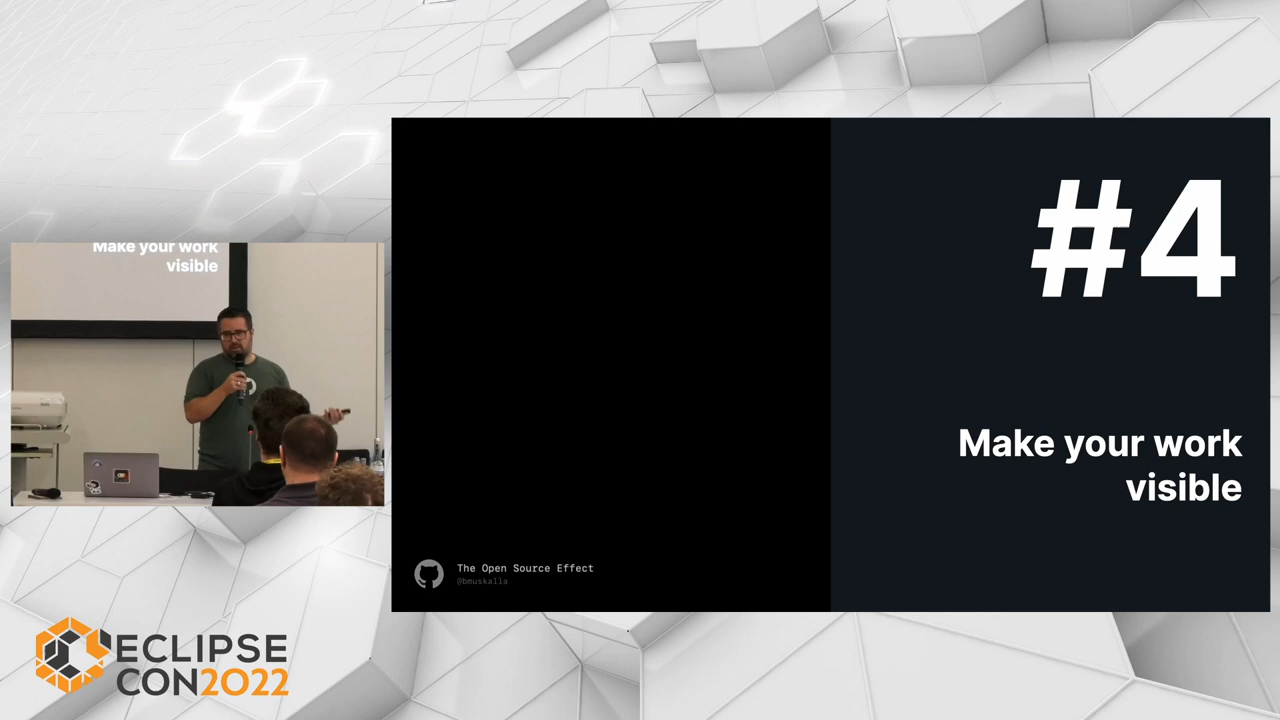 Make your work
visible
#4
Make your work
visible
The Open Source Effect
@bmuskalla
ECLIPSE
CON2022